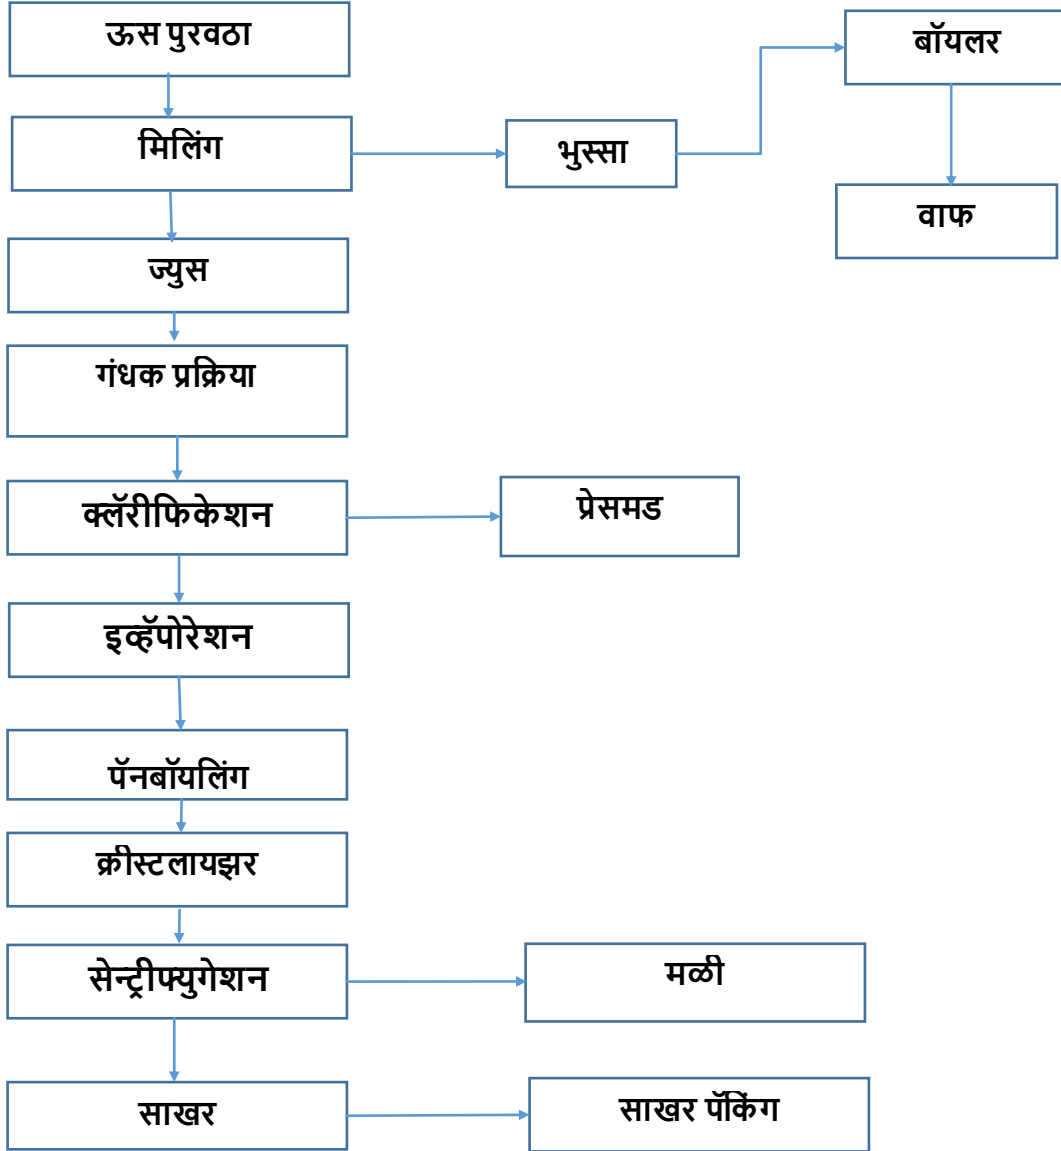 ऊस पुरवठा
बॉयलर
मिलिंग
भुस्सा
वाफ
ज्युस
गंधक प्रक्रिया
क्लॅरीफिकेशन
प्रेसमड
इव्हॅपोरेशन
पॅनबॉयलिंग
क्रीस्टलायझर
सेन्ट्रीफ्युगेशन
मळी
साखर
साखर पॅकिंग